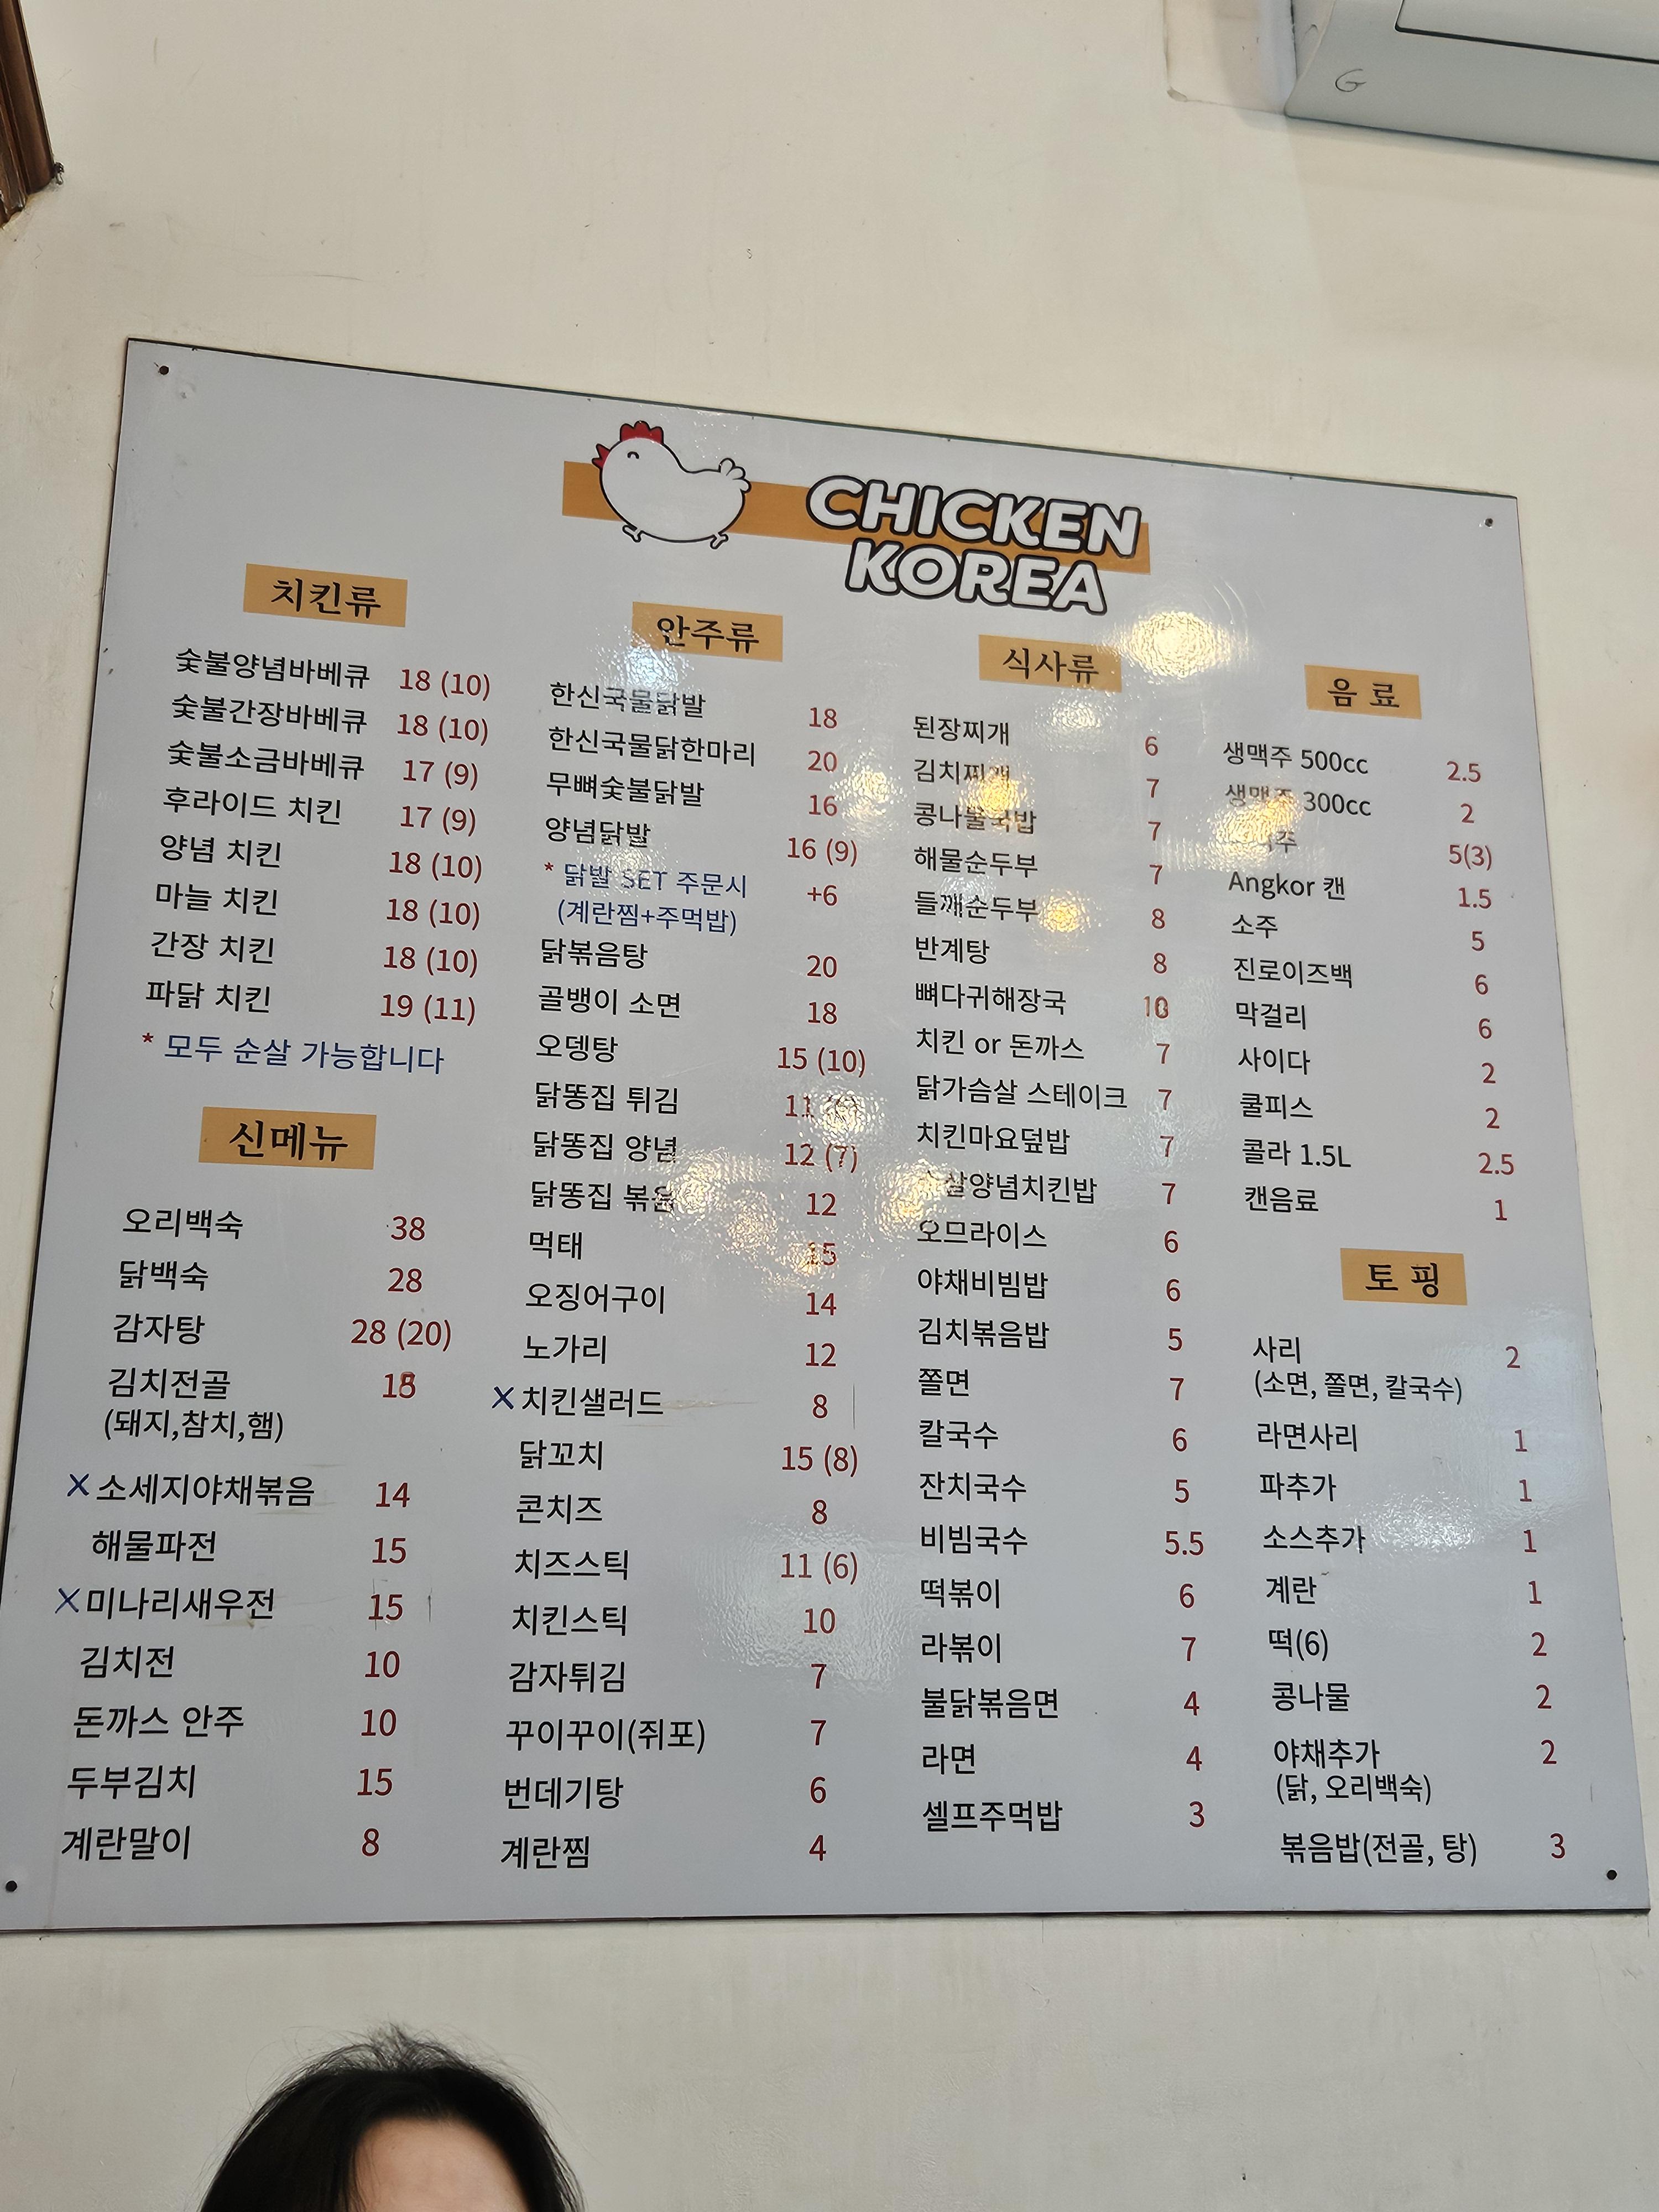 CHICKEN
KOREA
치킨류
숯불양념바베큐 18 (10)
숯불간장바베큐 18 (10)
숯불소금바베큐 17 (9)
후라이드 치킨 17 (9)
양념 치킨 18 (10)
마늘 치킨 18 (10)
간장 치킨 18 (10)
파닭 치킨 19 (11)
* 모두 순살 가능합니다
신메뉴
오리백숙 38
닭백숙 28
감자탕 28 (20)
김치전골
(돼지,참치,햄)
X 소세지야채볶음 14
해물파전 15
X 미나리새우전 15
김치전 10
돈까스 안주 10
두부김치 15
계란말이 8
안주류
한신국물닭발 18
한신국물닭한마리 20
무뼈숯불닭발 16
양념닭발 16 (9)
* 닭발 SET 주문시 +6
(계란찜+주먹밥)
닭볶음탕 20
골뱅이 소면 18
오뎅탕 15 (10)
닭똥집 튀김 11
닭똥집 양념 12 (7)
닭똥집 볶음 12
먹태 15
오징어구이 14
노가리 12
X 치킨샐러드 8
닭꼬치 15 (8)
콘치즈 8
치즈스틱 11 (6)
치킨스틱 10
감자튀김 7
꾸이꾸이(쥐포) 7
번데기탕 6
계란찜 4
식사류
된장찌개 6
김치찌개 7
콩나물국밥 7
해물순두부 7
들깨순두부 8
반계탕 8
뼈다귀해장국
치킨 or 돈까스 7
닭가슴살 스테이크 7
치킨마요덮밥 7
순살양념치킨밥 7
오므라이스 6
야채비빔밥 6
김치볶음밥 5
쫄면 7
칼국수 6
잔치국수 5
비빔국수 5.5
떡볶이 6
라볶이 7
불닭볶음면 4
라면 4
셀프주먹밥 3
음 료
생맥주 500cc 2.5
생맥주 300cc 2
5(3)
Angkor 캔 1.5
소주 5
진로이즈백 6
막걸리 6
사이다 2
쿨피스 2
콜라 1.5L 2.5
캔음료 1
토 핑
사리 2
(소면, 쫄면, 칼국수)
라면사리 1
파추가 1
소스추가 1
계란 1
떡(6) 2
콩나물 2
야채추가 2
(닭, 오리백숙)
볶음밥(전골, 탕) 3